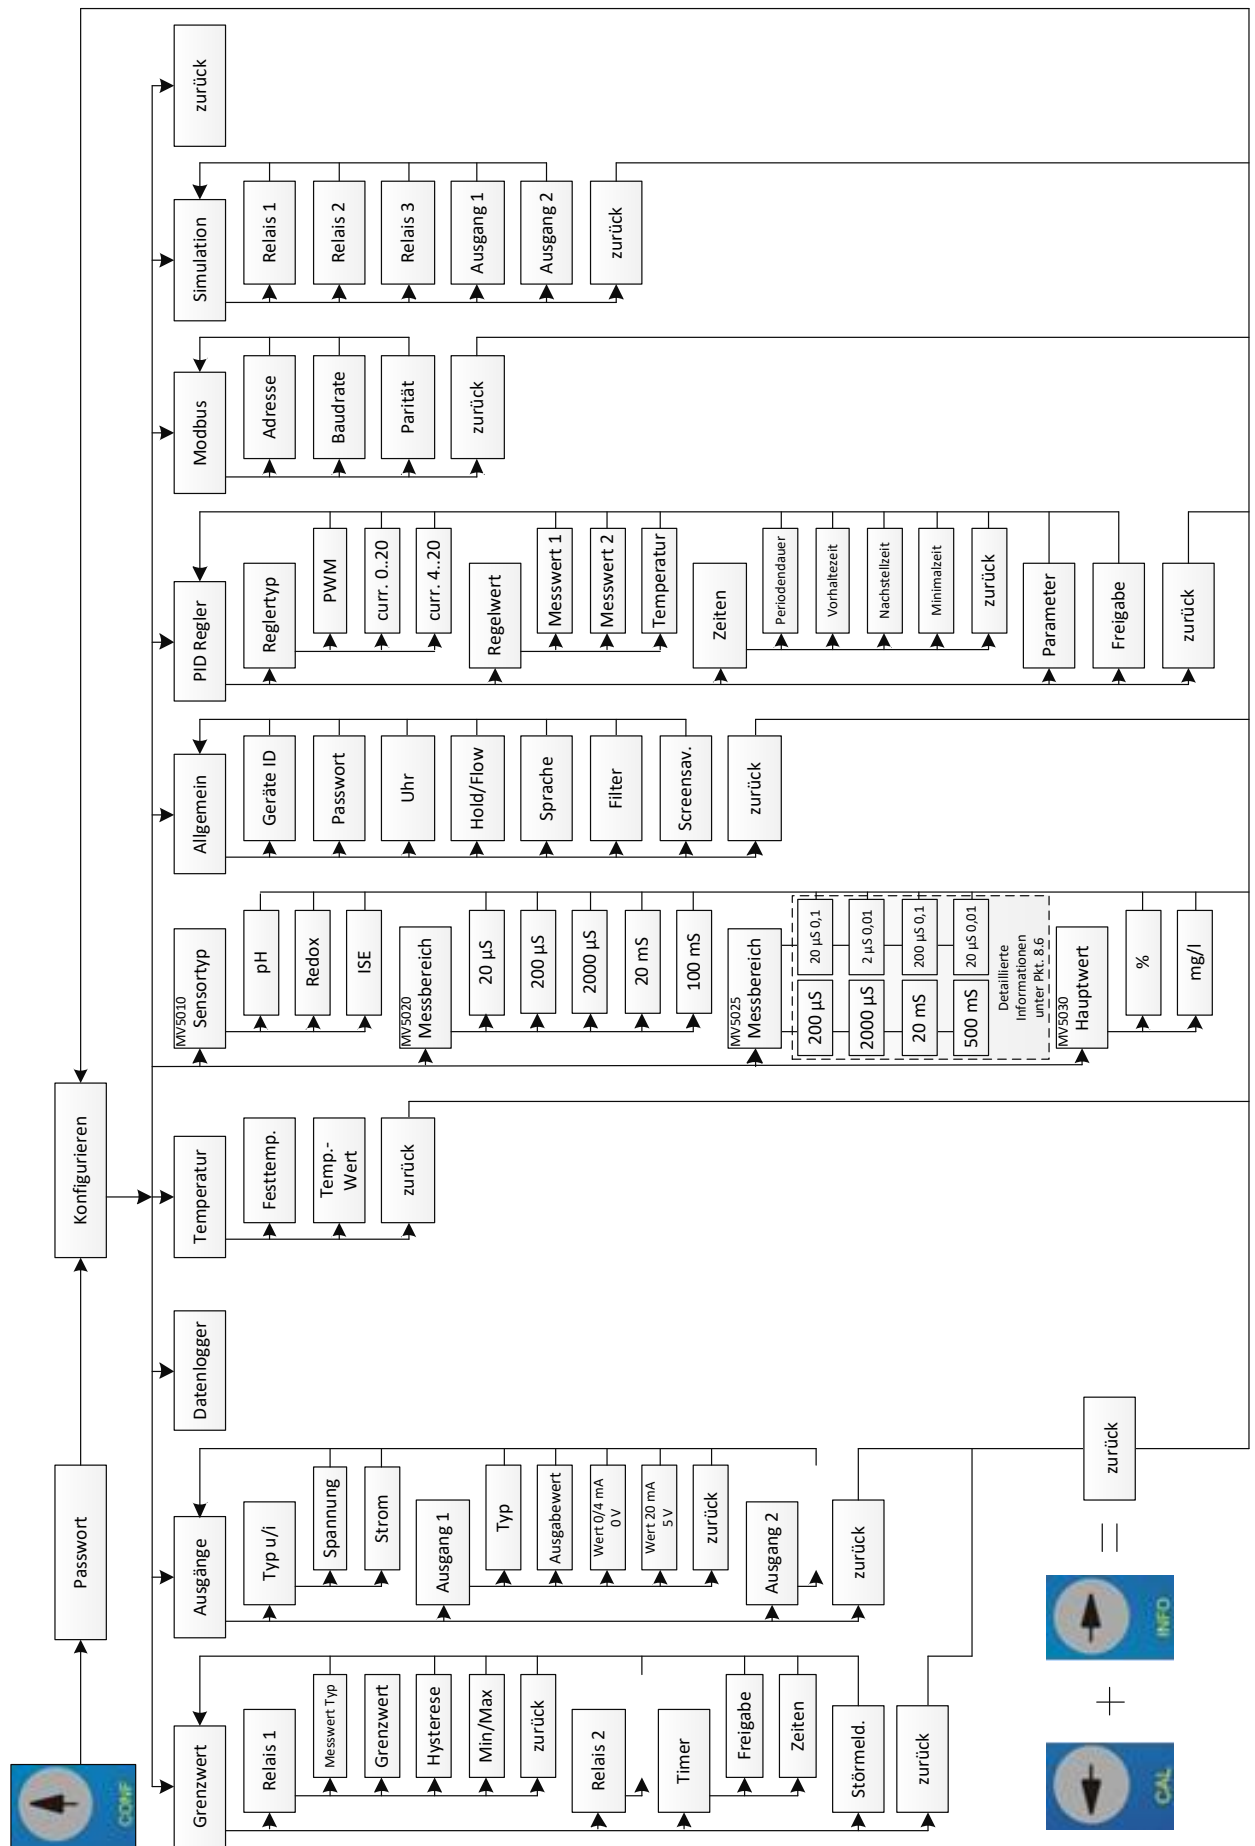 CONF
Passwort
Konfigurieren
Grenzwert
Relais 1
Messwert Typ
Grenzwert
Hysterese
Min/Max
zurück
Relais 2
Timer
Freigabe
Zeiten
Störmeld.
zurück
Ausgänge
Typ u/i
Spannung
Strom
Ausgang 1
Typ
Ausgabewert
Wert 0/4 mA
0 V
Wert 20 mA
5 V
zurück
Ausgang 2
zurück
Datenlogger
Temperatur
Festtemp.
Temp.-
Wert
zurück
MV5010
Sensortyp
pH
Redox
ISE
MV5020
Messbereich
20 µS
200 µS
2000 µS
20 mS
100 mS
MV5025
Messbereich
200 µS
20 µS 0,1
2000 µS
2 µS 0,01
20 mS
200 µS 0,1
500 mS
20 µS 0,01
Detaillierte
Informationen
unter Pkt. 8.6
MV5030
Hauptwert
%
mg/l
Allgemein
Geräte ID
Passwort
Uhr
Hold/Flow
Sprache
Filter
Screensav.
zurück
PID Regler
Reglertyp
PWM
curr. 0..20
curr. 4..20
Regelwert
Messwert 1
Messwert 2
Temperatur
Zeiten
Periodendauer
Vorhaltezeit
Nachstellzeit
Minimalzeit
zurück
Parameter
Freigabe
zurück
Modbus
Adresse
Baudrate
Parität
zurück
Simulation
Relais 1
Relais 2
Relais 3
Ausgang 1
Ausgang 2
zurück
zurück
CAL + INFO = zurück